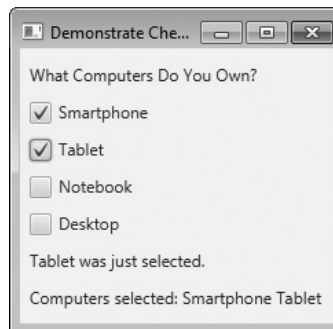 Demonstrate Che...
What Computers Do You Own?
Smartphone
Tablet
Notebook
Desktop
Tablet was just selected.
Computers selected: Smartphone Tablet